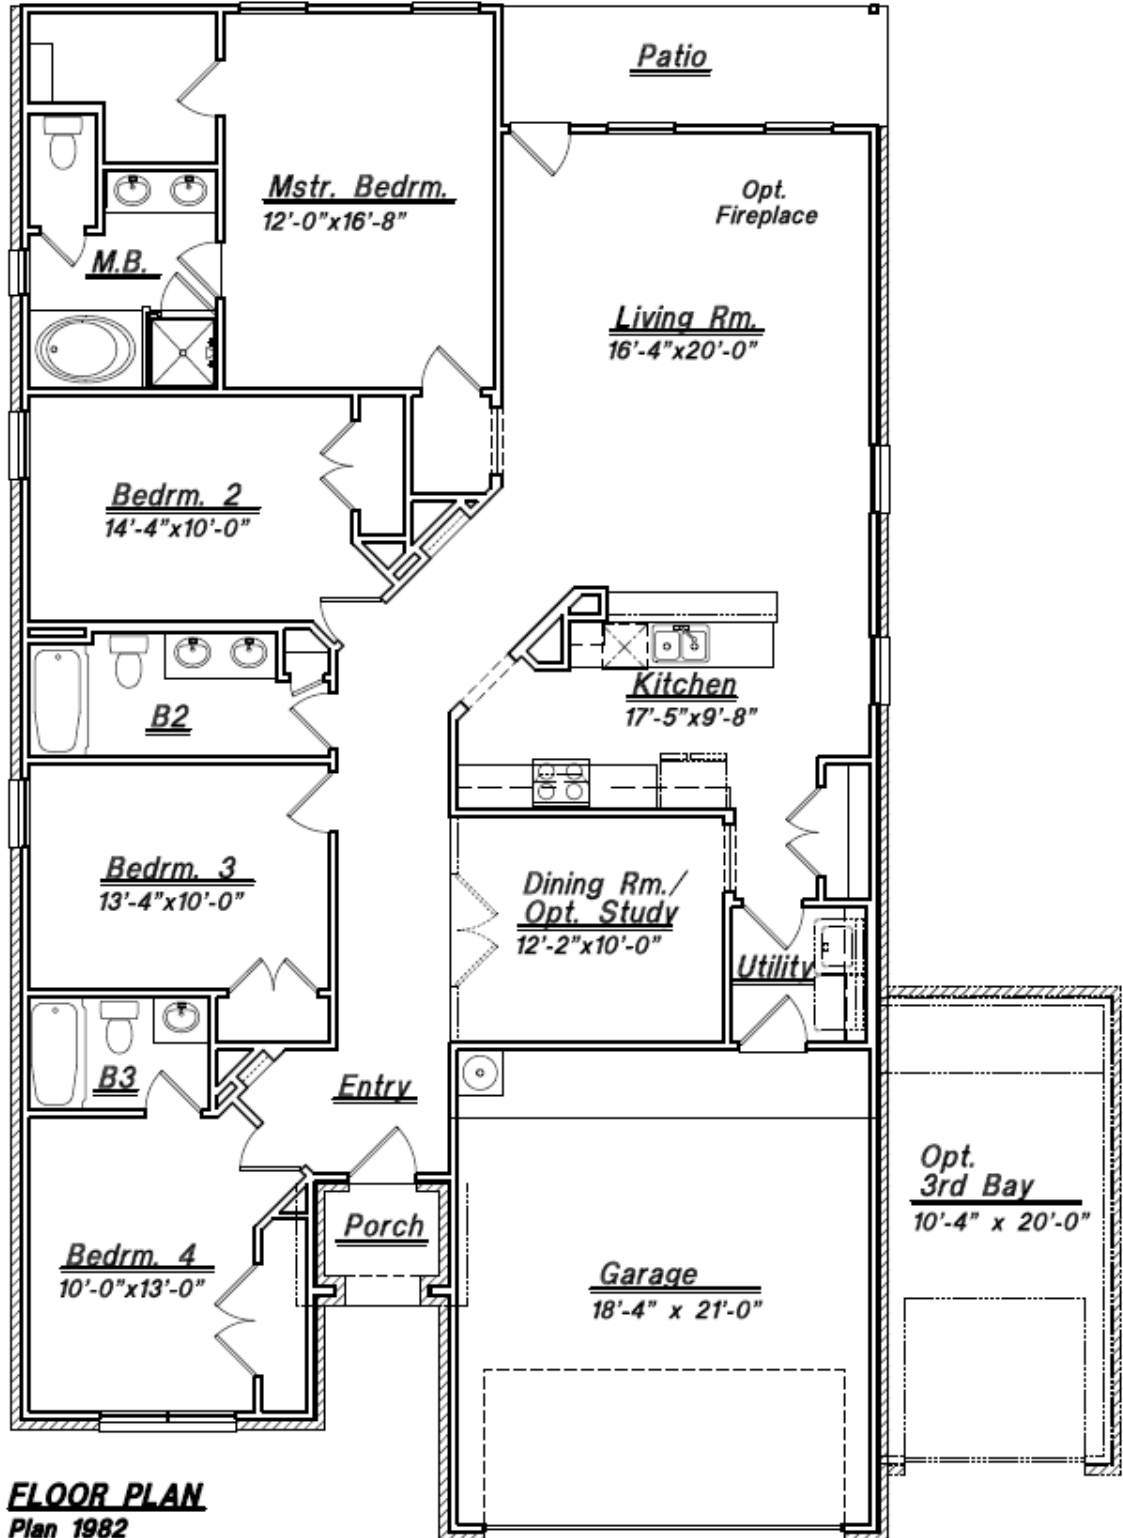 Patio
Mstr. Bedrm.
12'-0"x16'-8"
Opt.
Fireplace
M.B.
Living Rm.
16'-4"x20'-0"
Bedrm. 2
14'-4"x10'-0"
Kitchen
17'-5"x9'-8"
B2
Bedrm. 3
13'-4"x10'-0"
Dining Rm./
Opt. Study
12'-2"x10'-0"
Utility
B3
Entry
Opt.
3rd Bay
10'-4" x 20'-0"
Porch
Bedrm. 4
10'-0"x13'-0"
Garage
18'-4" x 21'-0"
FLOOR PLAN
Plan 1982